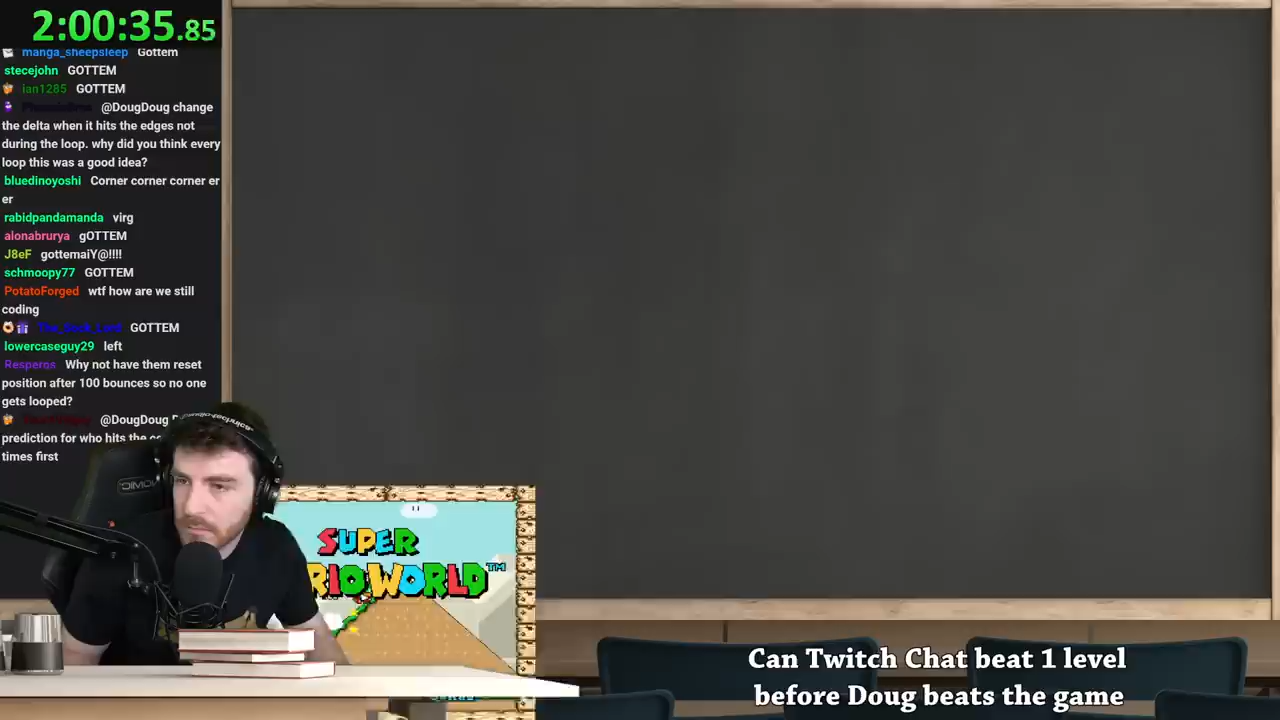 2:00:35.85
manga_sheepsleep Gottem
stecejohn GOTTEM
ian1285 GOTTEM
@DougDoug change
the delta when it hits the edges not
during the loop. why did you think every
loop this was a good idea?
bluedinoyoshi Corner corner corner er
er
rabidpandamanda virg
alonabrurya gOTTEM
J8eF gottemaiY@!!!!
schmoopy77 GOTTEM
PotatoForged wtf how are we still
coding
GOTTEM
lowercaseguy29 left
Resperos Why not have them reset
position after 100 bounces so no one
gets looped?
@DougDoug
prediction for who hits the
times first
SUPER
WORLD™
Can Twitch Chat beat 1 level
before Doug beats the game